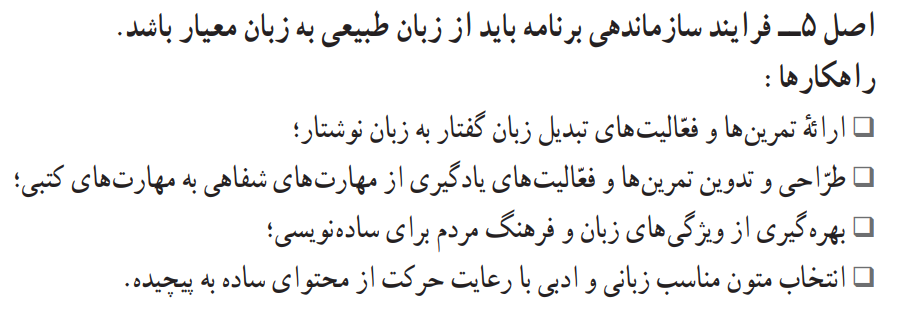 اصل ۵ــ فرایند سازماندهی برنامه باید از زبان طبیعی به زبان معیار باشد.
راهکارها :
❑ ارائهٔ تمرین‌ها و فعّالیت‌های تبدیل زبان گفتار به زبان نوشتار؛
❑ طرّاحی و تدوین تمرین‌ها و فعّالیت‌های یادگیری از مهارت‌های شفاهی به مهارت‌های کتبی؛
❑ بهره‌گیری از ویژگی‌های زبان و فرهنگ مردم برای ساده‌نویسی؛
❑ انتخاب متون مناسب زبانی و ادبی با رعایت حرکت از محتوای ساده به پیچیده.